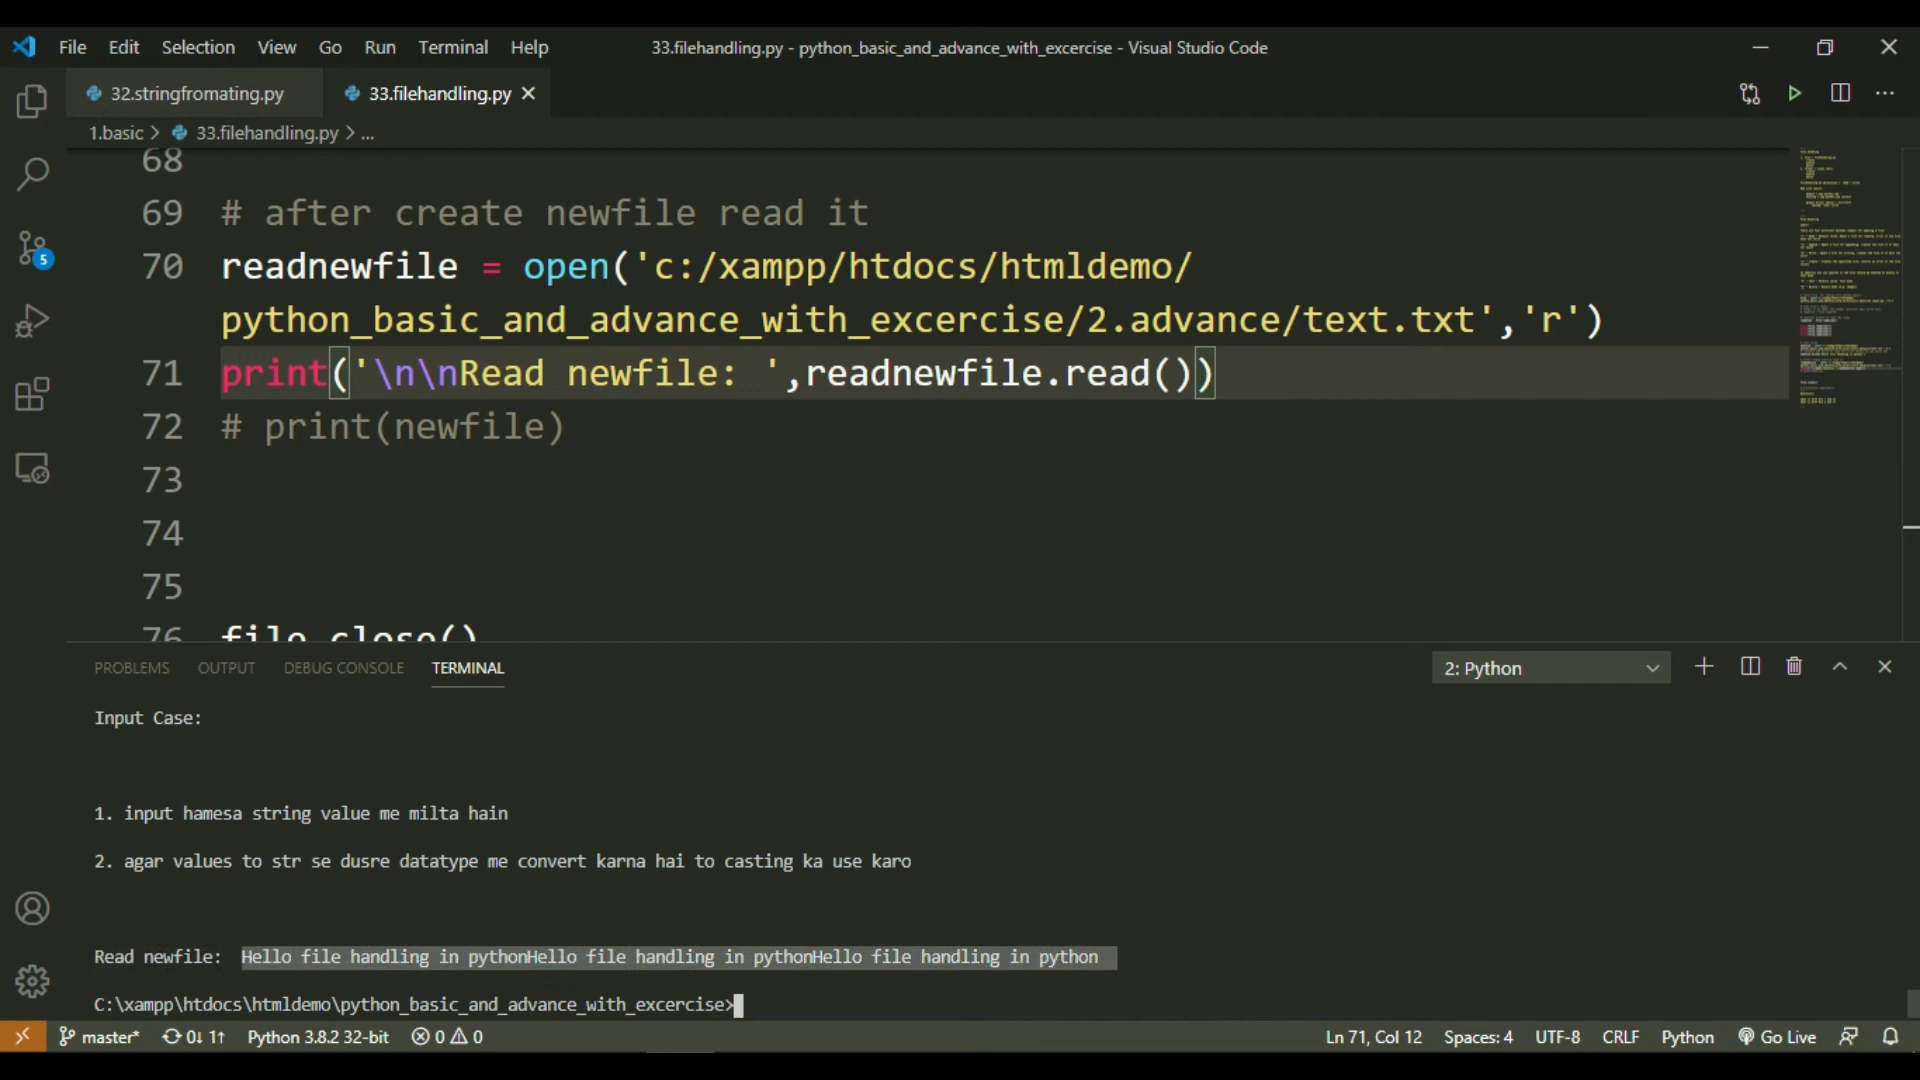 File Edit Selection View Go Run Terminal Help 33.filehandling.py - python_basic_and_advance_with_excercise - Visual Studio Code
32.stringfromating.py 33.filehandling.py
1.basic > 33.filehandling.py > ...
68
69 # after create newfile read it
70 readnewfile = open('c:/xampp/htdocs/htmldemo/
python_basic_and_advance_with_excercise/2.advance/text.txt','r')
71 print('\n\nRead newfile: ',readnewfile.read())
72 # print(newfile)
73
74
75
76 file.close()
PROBLEMS OUTPUT DEBUG CONSOLE TERMINAL 2: Python
Input Case:
1. input hamesa string value me milta hain
2. agar values to str se dusre datatype me convert karna hai to casting ka use karo
Read newfile: Hello file handling in pythonHello file handling in pythonHello file handling in python
C:\xampp\htdocs\htmldemo\python_basic_and_advance_with_excercise>
5
master* 0↓ 1↑ Python 3.8.2 32-bit 0 0 Ln 71, Col 12 Spaces: 4 UTF-8 CRLF Python Go Live